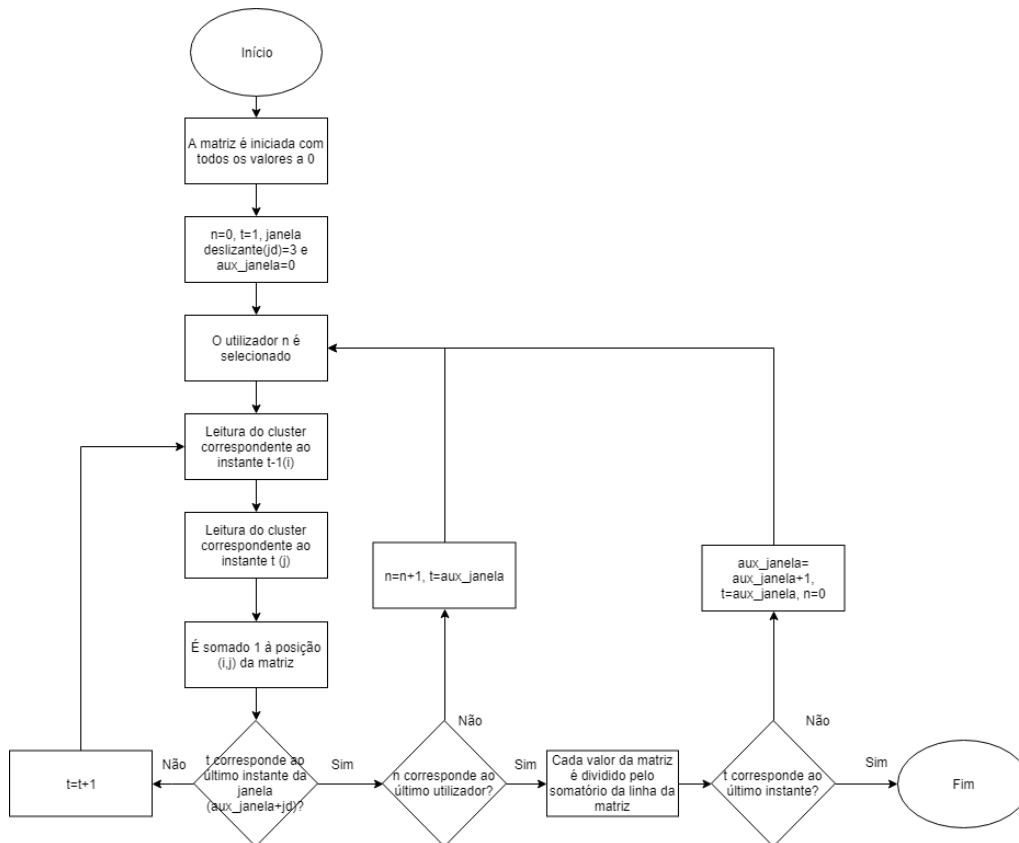 Início
A matriz é iniciada com
todos os valores a 0
n=0, t=1, janela
deslizante(jd)=3 e
aux_janela=0
O utilizador n é
selecionado
Leitura do cluster
correspondente ao
instante t-1(i)
Leitura do cluster
correspondente ao
instante t (j)
É somado 1 à posição
(i,j) da matriz
t corresponde ao
último instante da
janela
(aux_janela+jd)?
Não
t=t+1
Sim
n corresponde ao
último utilizador?
Não
n=n+1, t=aux_janela
Sim
Cada valor da matriz
é dividido pelo
somatório da linha da
matriz
t corresponde ao
último instante?
Não
aux_janela=
aux_janela+1,
t=aux_janela, n=0
Sim
Fim